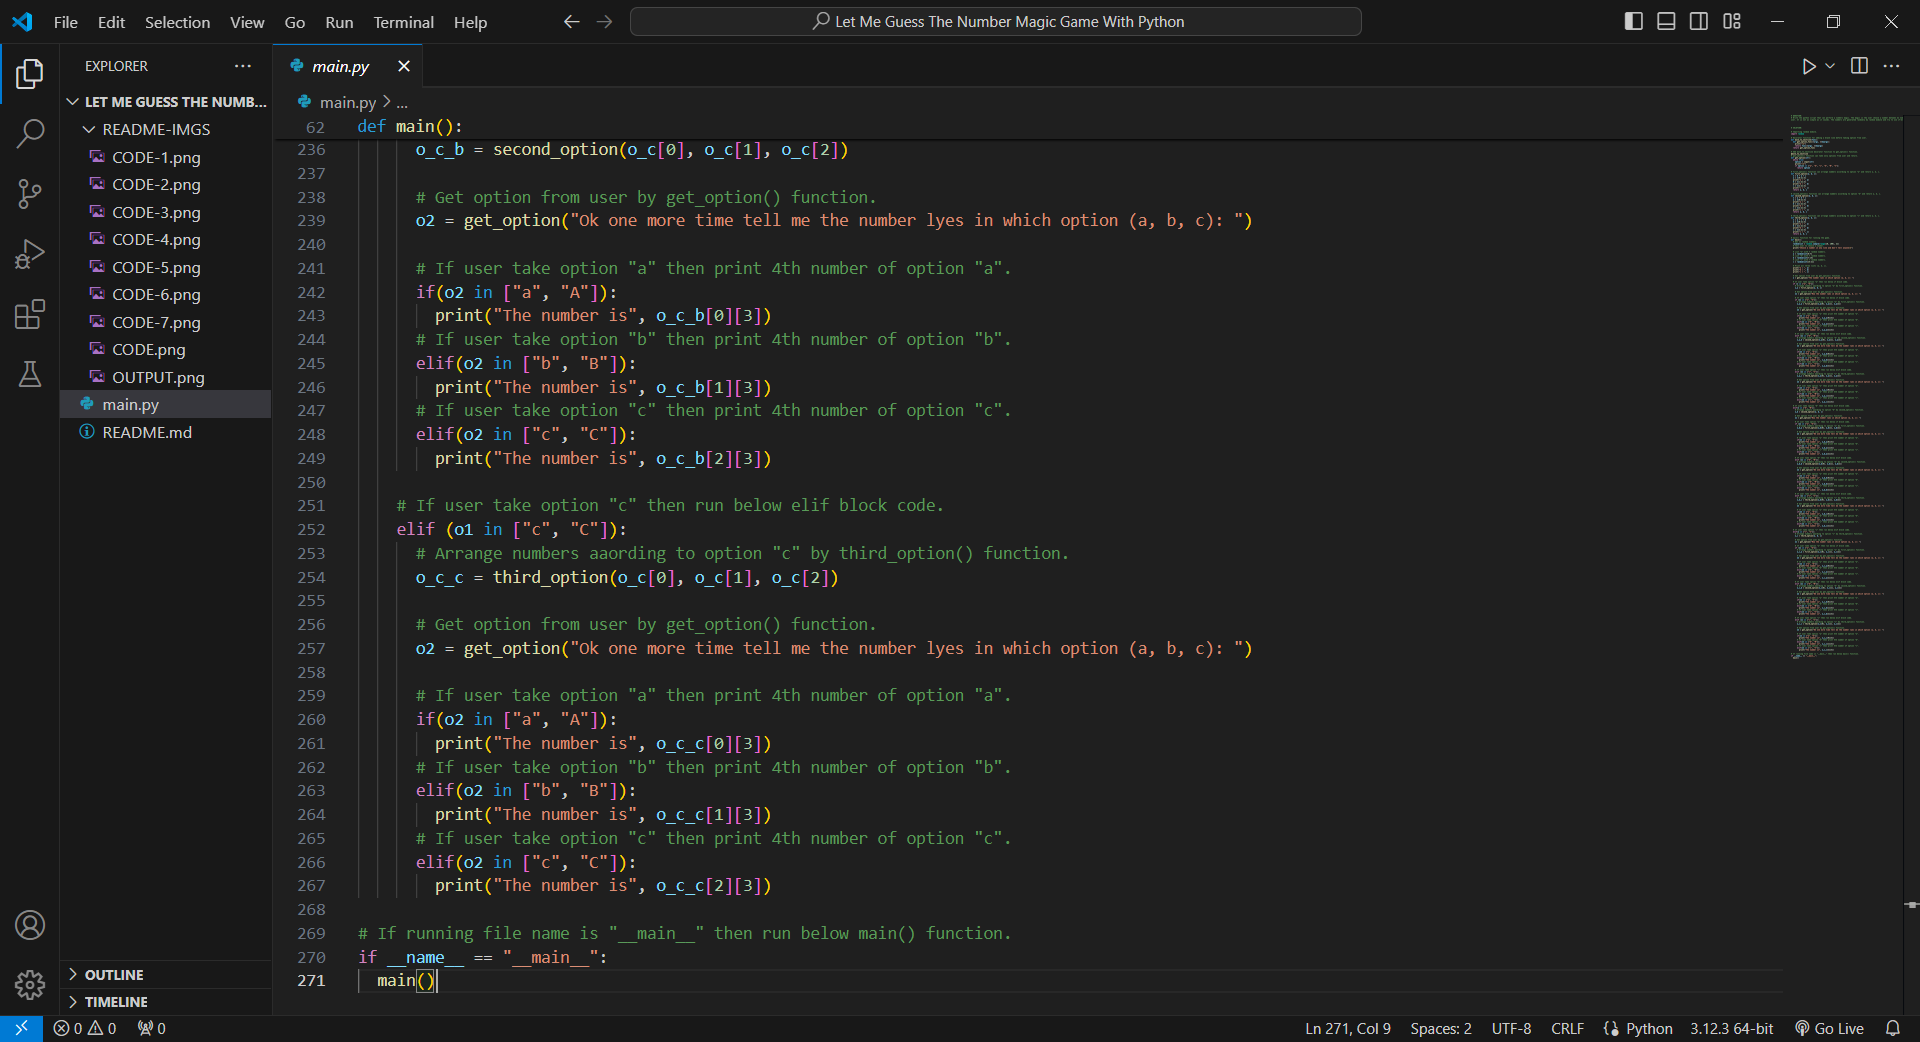 File Edit Selection View Go Run Terminal Help
Let Me Guess The Number Magic Game With Python
EXPLORER
LET ME GUESS THE NUMB...
README-IMGS
CODE-1.png
CODE-2.png
CODE-3.png
CODE-4.png
CODE-5.png
CODE-6.png
CODE-7.png
CODE.png
OUTPUT.png
main.py
README.md
OUTLINE
TIMELINE
main.py
main.py > ...
62 def main():
236 o_c_b = second_option(o_c[0], o_c[1], o_c[2])
237
238 # Get option from user by get_option() function.
239 o2 = get_option("Ok one more time tell me the number lyes in which option (a, b, c): ")
240
241 # If user take option "a" then print 4th number of option "a".
242 if(o2 in ["a", "A"]):
243 print("The number is", o_c_b[0][3])
244 # If user take option "b" then print 4th number of option "b".
245 elif(o2 in ["b", "B"]):
246 print("The number is", o_c_b[1][3])
247 # If user take option "c" then print 4th number of option "c".
248 elif(o2 in ["c", "C"]):
249 print("The number is", o_c_b[2][3])
250
251 # If user take option "c" then run below elif block code.
252 elif (o1 in ["c", "C"]):
253 # Arrange numbers aaording to option "c" by third_option() function.
254 o_c_c = third_option(o_c[0], o_c[1], o_c[2])
255
256 # Get option from user by get_option() function.
257 o2 = get_option("Ok one more time tell me the number lyes in which option (a, b, c): ")
258
259 # If user take option "a" then print 4th number of option "a".
260 if(o2 in ["a", "A"]):
261 print("The number is", o_c_c[0][3])
262 # If user take option "b" then print 4th number of option "b".
263 elif(o2 in ["b", "B"]):
264 print("The number is", o_c_c[1][3])
265 # If user take option "c" then print 4th number of option "c".
266 elif(o2 in ["c", "C"]):
267 print("The number is", o_c_c[2][3])
268
269 # If running file name is "__main__" then run below main() function.
270 if __name__ == "__main__":
271 main()
0 0 0 Ln 271, Col 9 Spaces: 2 UTF-8 CRLF Python 3.12.3 64-bit Go Live